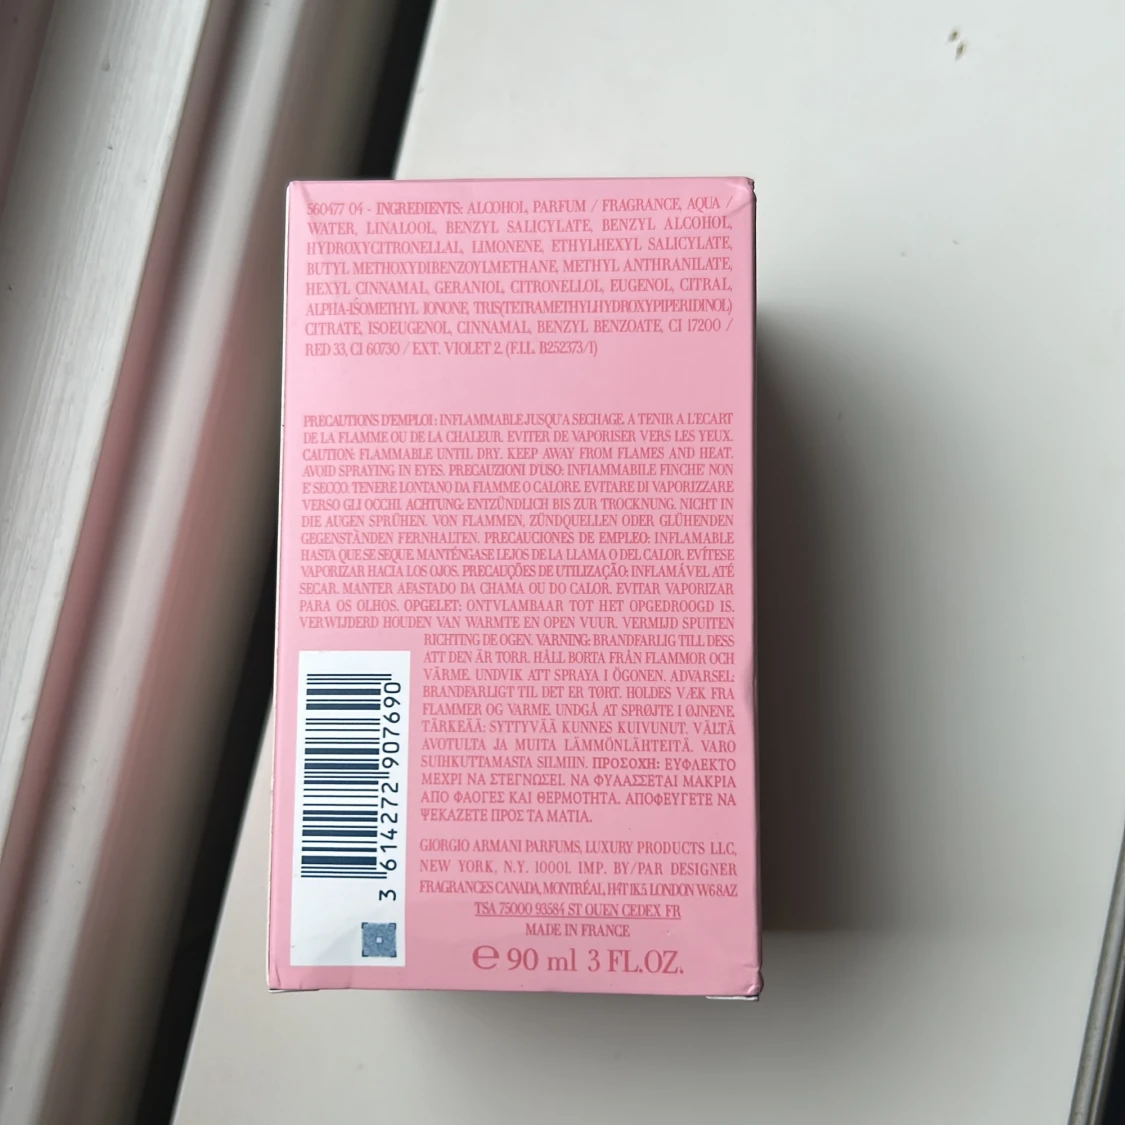 560477 04 - INGREDIENTS: ALCOHOL, PARFUM / FRAGRANCE, AQUA /
WATER, LINALOOL, BENZYL SALICYLATE, BENZYL ALCOHOL,
HYDROXYCITRONELLAL, LIMONENE, ETHYLHEXYL SALICYLATE,
BUTYL METHOXYDIBENZOYLMETHANE, METHYL ANTHRANILATE,
HEXYL CINNAMAL, GERANIOL, CITRONELLOL, EUGENOL, CITRAL,
ALPHA-ISOMETHYL IONONE, TRIS(TETRAMETHYLHYDROXYPIPERIDINOL)
CITRATE, ISOEUGENOL, CINNAMAL, BENZYL BENZOATE, CI 17200 /
RED 33, CI 60730 / EXT. VIOLET 2. (F.I.L. B252373/1)
PRECAUTIONS D'EMPLOI: INFLAMMABLE JUSQU'A SECHAGE. A TENIR A L'ECART
DE LA FLAMME OU DE LA CHALEUR. EVITER DE VAPORISER VERS LES YEUX.
CAUTION: FLAMMABLE UNTIL DRY. KEEP AWAY FROM FLAMES AND HEAT.
AVOID SPRAYING IN EYES. PRECAUZIONI D'USO: INFIAMMABILE FINCHE' NON
E' SECCO. TENERE LONTANO DA FIAMME O CALORE. EVITARE DI VAPORIZZARE
VERSO GLI OCCHI. ACHTUNG: ENTZÜNDLICH BIS ZUR TROCKNUNG. NICHT IN
DIE AUGEN SPRÜHEN. VON FLAMMEN, ZÜNDQUELLEN ODER GLÜHENDEN
GEGENSTÄNDEN FERNHALTEN. PRECAUCIONES DE EMPLEO: INFLAMABLE
HASTA QUE SE SEQUE. MANTÉNGASE LEJOS DE LA LLAMA O DEL CALOR. EVÍTESE
VAPORIZAR HACIA LOS OJOS. PRECAUÇÕES DE UTILIZAÇÃO: INFLAMÁVEL ATÉ
SECAR. MANTER AFASTADO DA CHAMA OU DO CALOR. EVITAR VAPORIZAR
PARA OS OLHOS. OPGELET: ONTVLAMBAAR TOT HET OPGEDROOGD IS.
VERWIJDERD HOUDEN VAN WARMTE EN OPEN VUUR. VERMIJD SPUITEN
RICHTING DE OGEN. VARNING: BRANDFARLIG TILL DESS
ATT DEN ÄR TORR. HÅLL BORTA FRÅN FLAMMOR OCH
VÄRME. UNDVIK ATT SPRAYA I ÖGONEN. ADVARSEL:
BRANDFARLIGT TIL DET ER TØRT. HOLDES VÆK FRA
FLAMMER OG VARME. UNDGÅ AT SPRØJTE I ØJNENE.
TÄRKEÄÄ: SYTTYVÄÄ KUNNES KUIVUNUT. VÄLTÄ
AVOTULTA JA MUITA LÄMMÖNLÄHTEITÄ. VARO
SUIHKUTTAMASTA SILMIIN. ΠΡΟΣΟΧΗ: ΕΥΦΛΕΚΤΟ
ΜΕΧΡΙ ΝΑ ΣΤΕΓΝΩΣΕΙ. ΝΑ ΦΥΛΑΣΣΕΤΑΙ ΜΑΚΡΙΑ
ΑΠΟ ΦΛΟΓΕΣ ΚΑΙ ΘΕΡΜΟΤΗΤΑ. ΑΠΟΦΕΥΓΕΤΕ ΝΑ
ΨΕΚΑΖΕΤΕ ΠΡΟΣ ΤΑ ΜΑΤΙΑ.
3 614272 907690
GIORGIO ARMANI PARFUMS, LUXURY PRODUCTS LLC,
NEW YORK, N.Y. 10001. IMP. BY/PAR DESIGNER
FRAGRANCES CANADA, MONTRÉAL, H4T 1K5. LONDON W6 8AZ
TSA 75000 93584 ST OUEN CEDEX FR
MADE IN FRANCE
℮ 90 ml 3 FL.OZ.